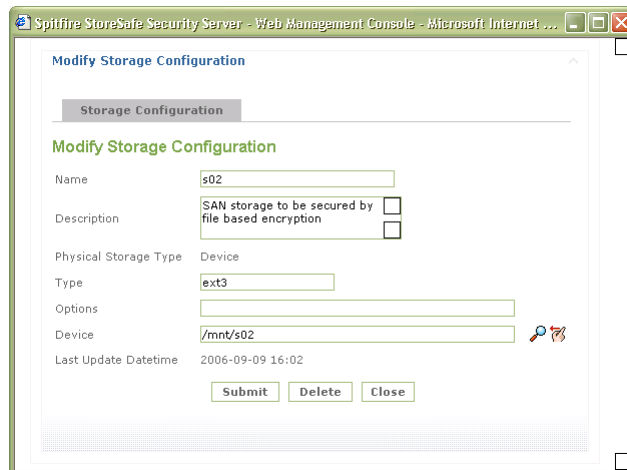 Spitfire StoreSafe Security Server - Web Management Console - Microsoft Internet ...
Modify Storage Configuration
Storage Configuration
Modify Storage Configuration
Name s02
Description SAN storage to be secured by
file based encryption
Physical Storage Type Device
Type ext3
Options
Device /mnt/s02
Last Update Datetime 2006-09-09 16:02
Submit Delete Close